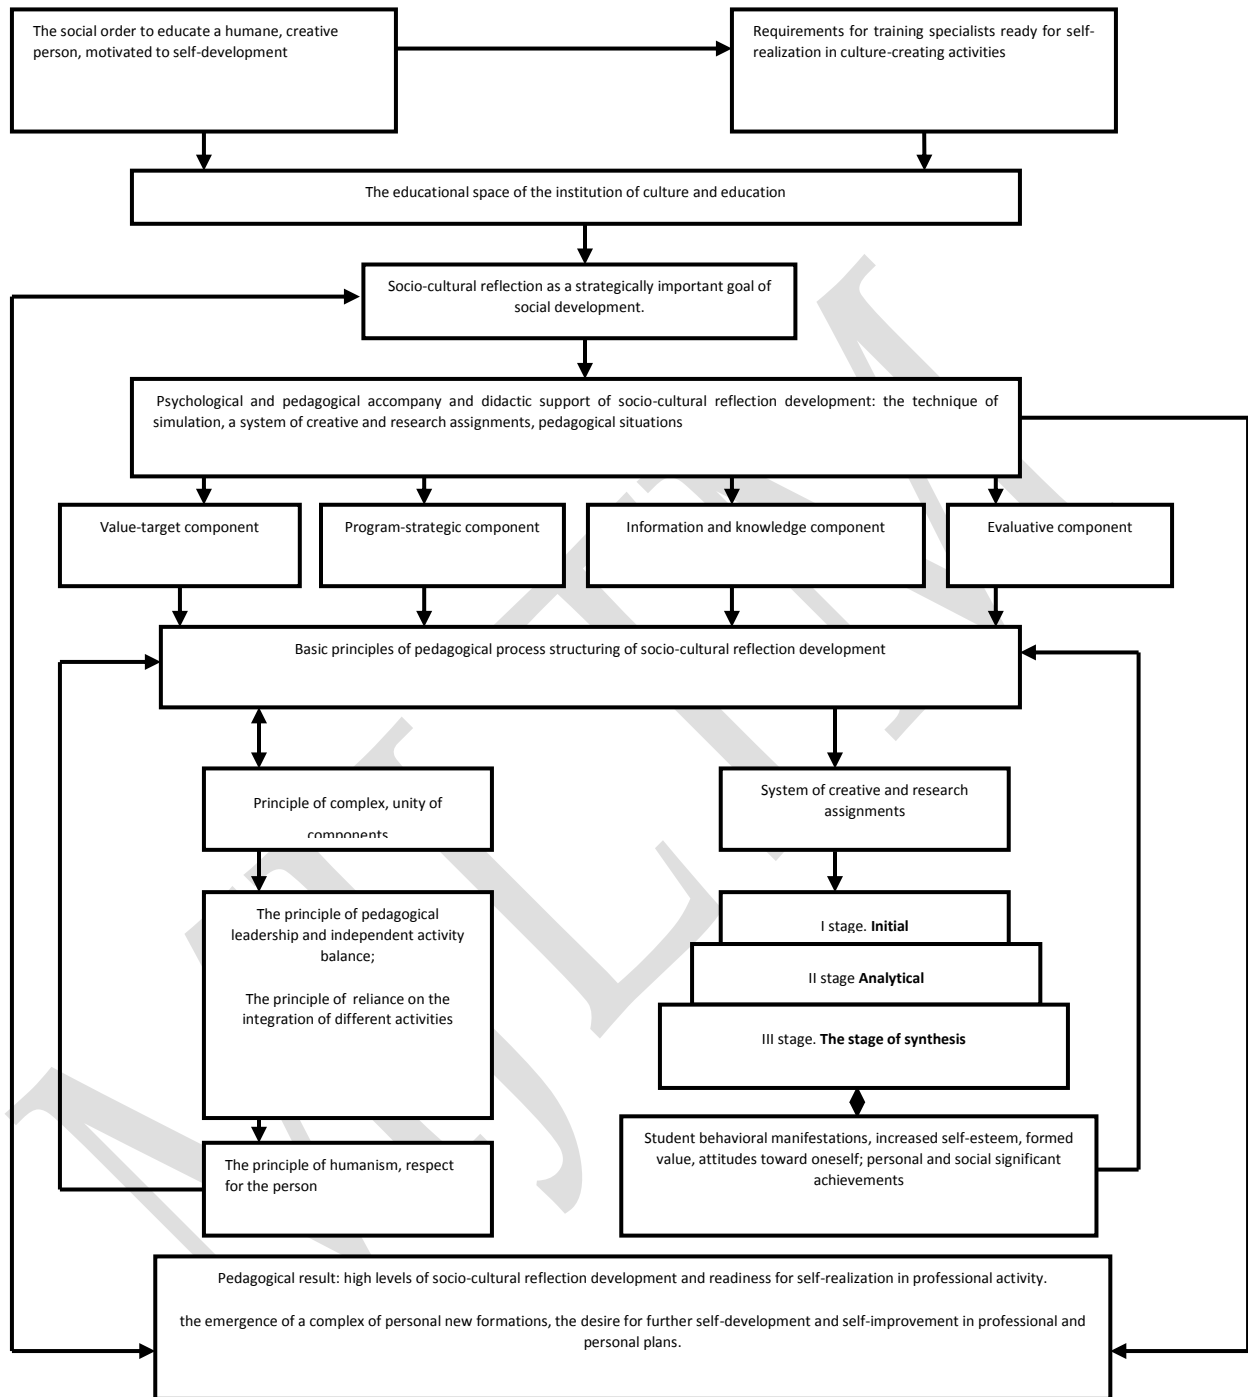 The social order to educate a humane, creative
person, motivated to self-development
Requirements for training specialists ready for self-
realization in culture-creating activities
The educational space of the institution of culture and education
Socio-cultural reflection as a strategically important goal of
social development.
Psychological and pedagogical accompany and didactic support of socio-cultural reflection development: the technique of
simulation, a system of creative and research assignments, pedagogical situations
Value-target component
Program-strategic component
Information and knowledge component
Evaluative component
Basic principles of pedagogical process structuring of socio-cultural reflection development
Principle of complex, unity of
components
System of creative and research
assignments
The principle of pedagogical
leadership and independent activity
balance;
The principle of reliance on the
integration of different activities
I stage. Initial
II stage Analytical
III stage. The stage of synthesis
The principle of humanism, respect
for the person
Student behavioral manifestations, increased self-esteem, formed
value, attitudes toward oneself; personal and social significant
achievements
Pedagogical result: high levels of socio-cultural reflection development and readiness for self-realization in professional activity.
the emergence of a complex of personal new formations, the desire for further self-development and self-improvement in professional and
personal plans.